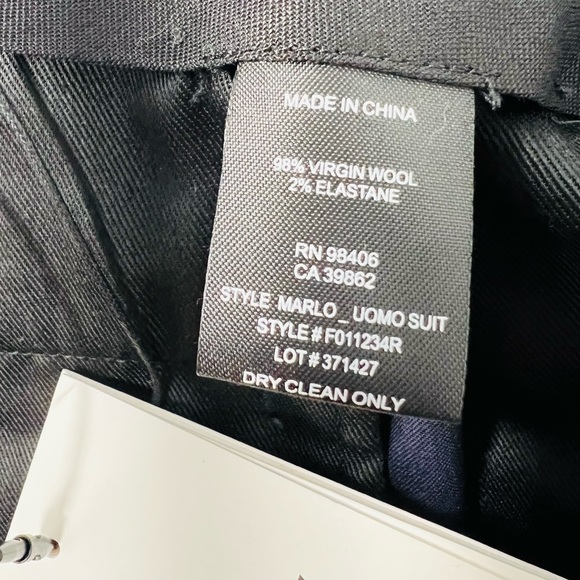 MADE IN CHINA
98% VIRGIN WOOL
2% ELASTANE
RN 98406
CA 39862
STYLE MARLO _ UOMO SUIT
STYLE # F011234R
LOT # 371427
DRY CLEAN ONLY